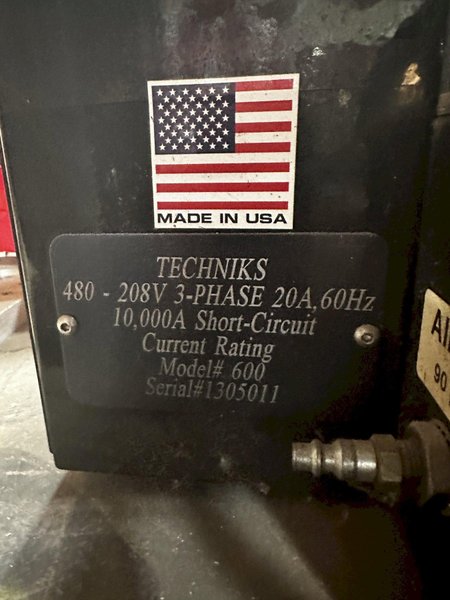 MADE IN USA
TECHNIKS
480 - 208V 3-PHASE 20A,60Hz
10,000A Short-Circuit
Current Rating
Model# 600
Serial#1305011
90